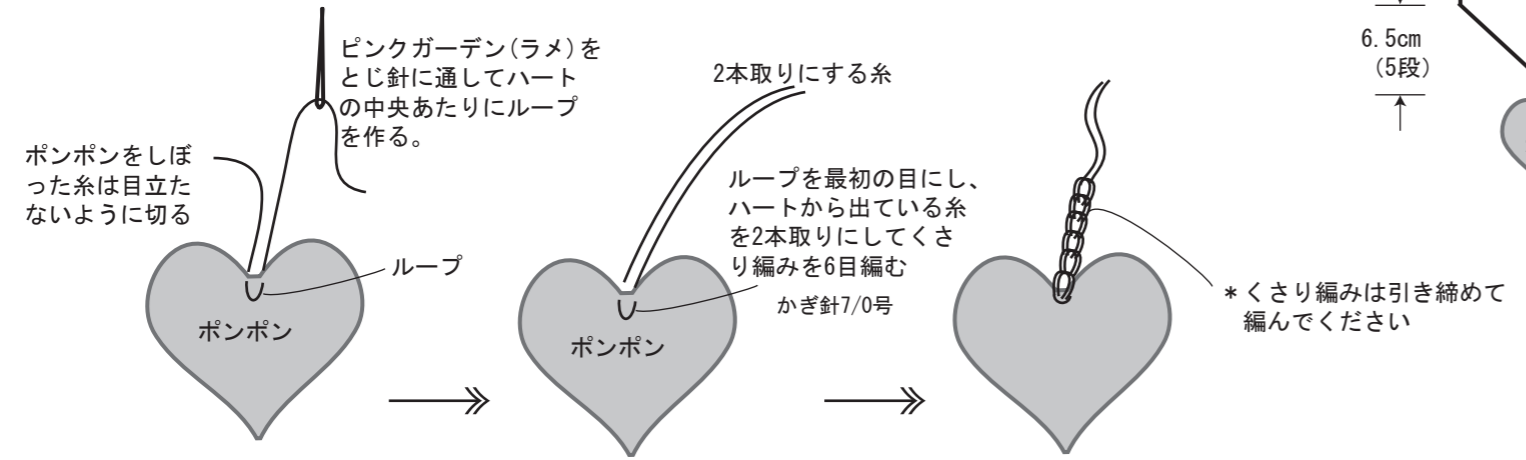 ピンクガーデン(ラメ)を
とじ針に通してハート
の中央あたりにループ
を作る。
ポンポンをしぼ
った糸は目立た
ないように切る
ループ
ポンポン
2本取りにする糸
ループを最初の目にし、
ハートから出ている糸
を2本取りにしてくさ
り編みを6目編む
かぎ針7/0号
ポンポン
*くさり編みは引き締めて
編んでください
6.5cm
(5段)